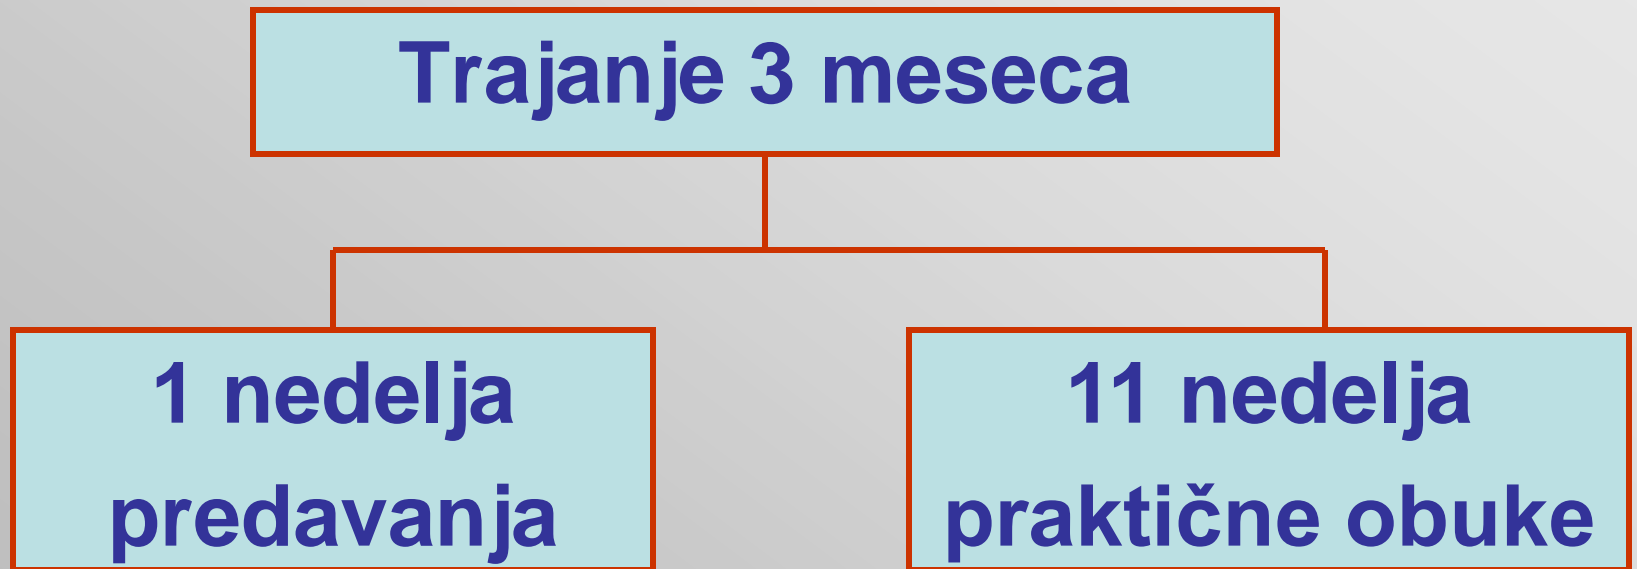 Trajanje 3 meseca
1 nedelja
predavanja
11 nedelja
praktične obuke